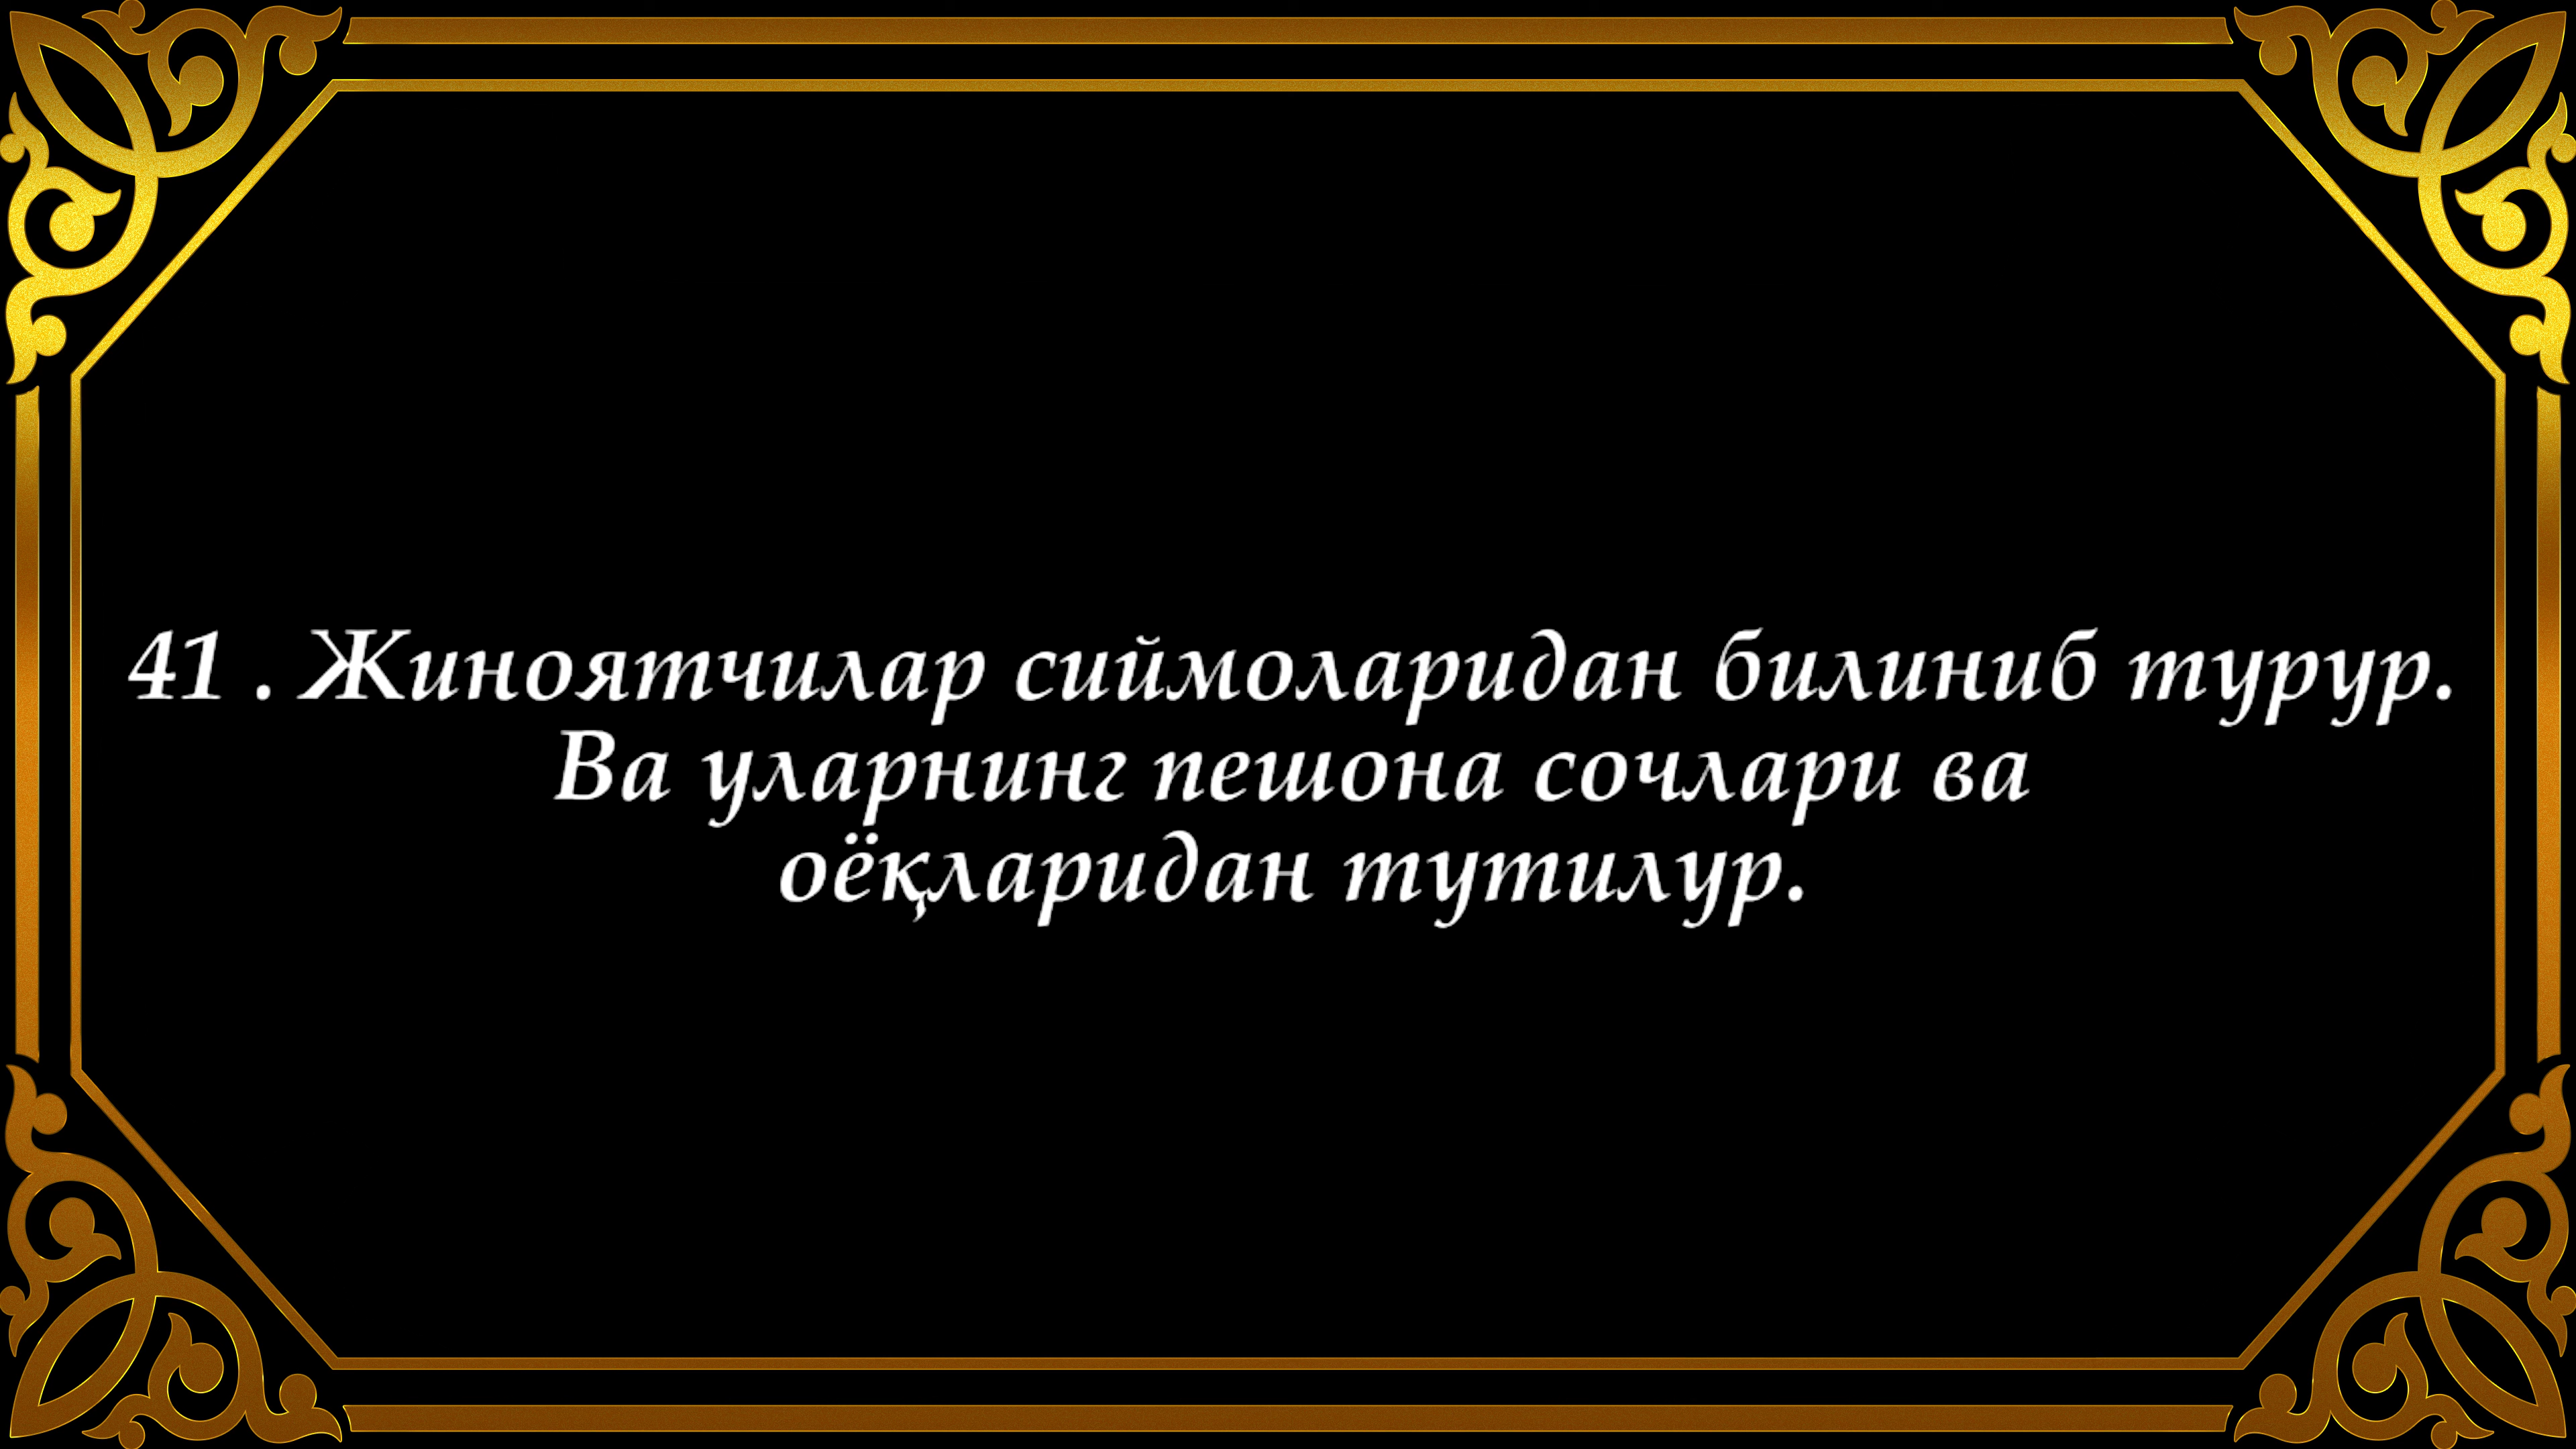 41 . Жиноятчилар сиймоларидан билиниб турур.
Ва уларнинг пешона сочлари ва
оёқларидан тутилур.